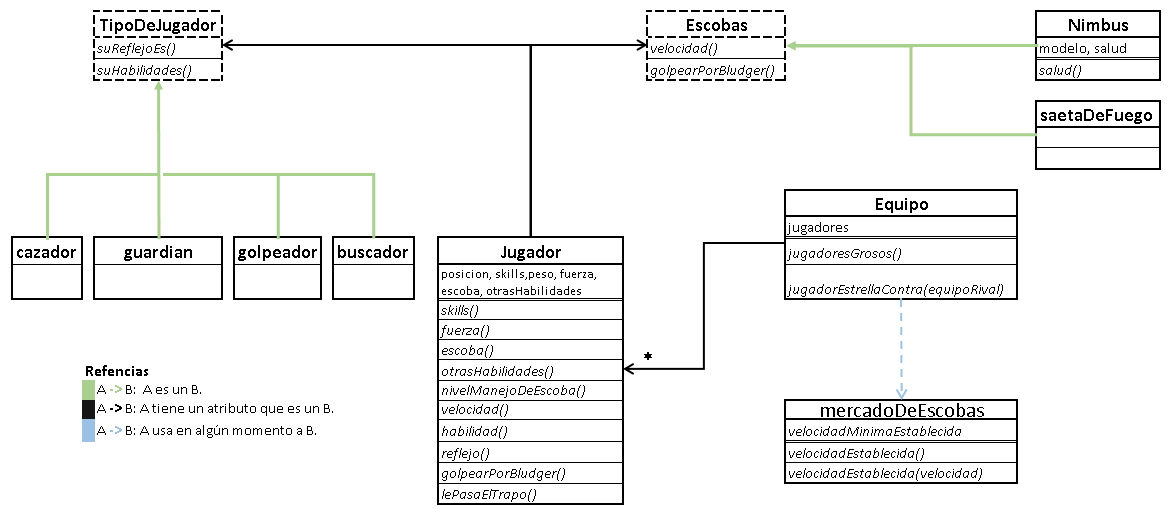 TipoDeJugador
suReflejoEs()
suHabilidades()
Escobas
velocidad()
golpearPorBludger()
Nimbus
modelo, salud
salud()
saetaDeFuego
cazador
guardian
golpeador
buscador
Jugador
posicion, skills,peso, fuerza,
escoba, otrasHabilidades
skills()
fuerza()
escoba()
otrasHabilidades()
nivelManejoDeEscoba()
velocidad()
habilidad()
reflejo()
golpearPorBludger()
lePasaElTrapo()
*
Equipo
jugadores
jugadoresGrosos()
jugadorEstrellaContra(equipoRival)
mercadoDeEscobas
velocidadMinimaEstablecida
velocidadEstablecida()
velocidadEstablecida(velocidad)
Refencias
A -> B: A es un B.
A -> B: A tiene un atributo que es un B.
A -> B: A usa en algún momento a B.